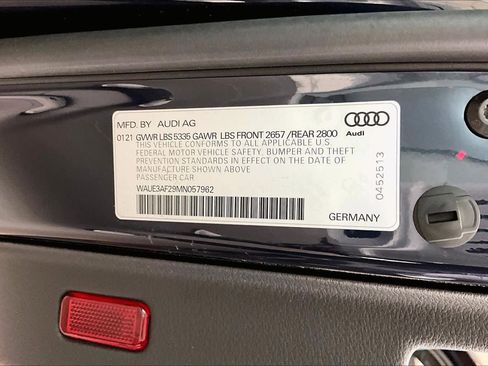 MFD. BY AUDI AG
Audi
0121 GVWR LBS 5335 GAWR LBS FRONT 2657 /REAR 2800
THIS VEHICLE CONFORMS TO ALL APPLICABLE U.S.
FEDERAL MOTOR VEHICLE SAFETY, BUMPER AND THEFT
PREVENTION STANDARDS IN EFFECT ON THE DATE OF
MANUFACTURE SHOWN ABOVE
PASSENGER CAR
WAUE3AF29MN057962
0452513
GERMANY